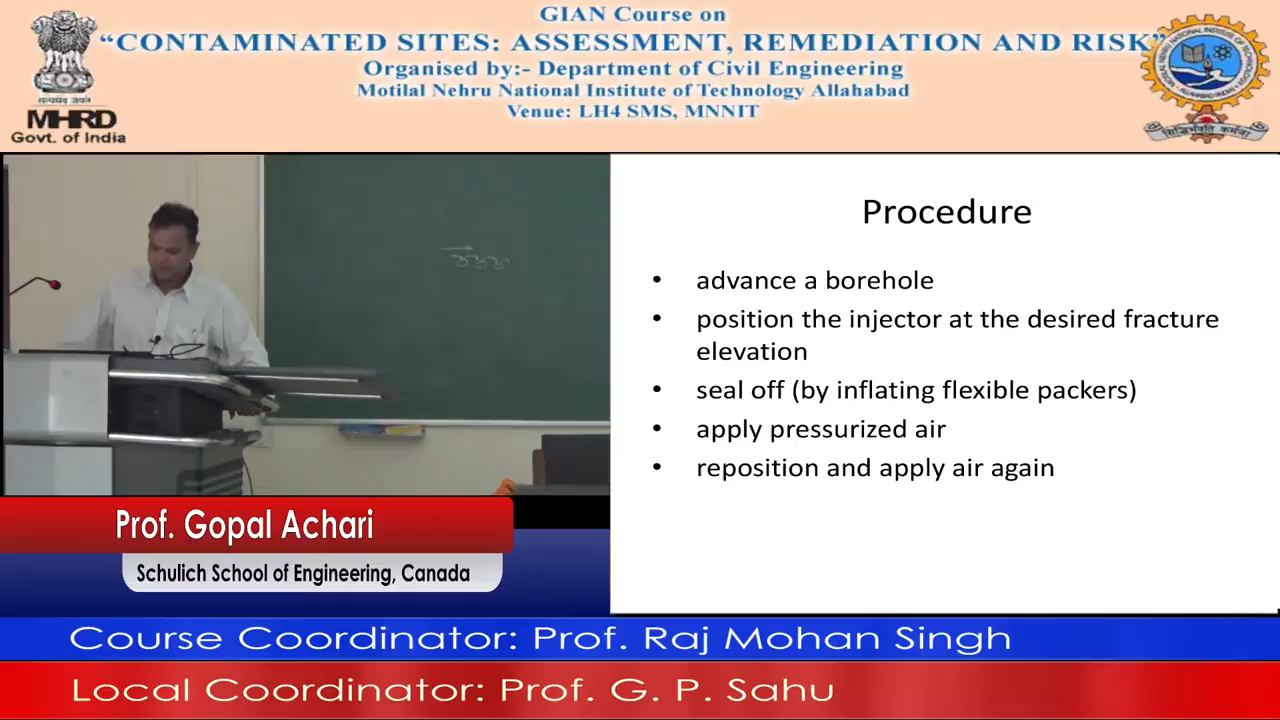 GIAN Course on
“CONTAMINATED SITES: ASSESSMENT, REMEDIATION AND RISK”
Organised by:- Department of Civil Engineering
Motilal Nehru National Institute of Technology Allahabad
Venue: LH4 SMS, MNNIT
सत्यमेव जयते
MHRD
Govt. of India
Procedure
• advance a borehole
• position the injector at the desired fracture
elevation
• seal off (by inflating flexible packers)
• apply pressurized air
• reposition and apply air again
Prof. Gopal Achari
Schulich School of Engineering, Canada
Course Coordinator: Prof. Raj Mohan Singh
Local Coordinator: Prof. G. P. Sahu